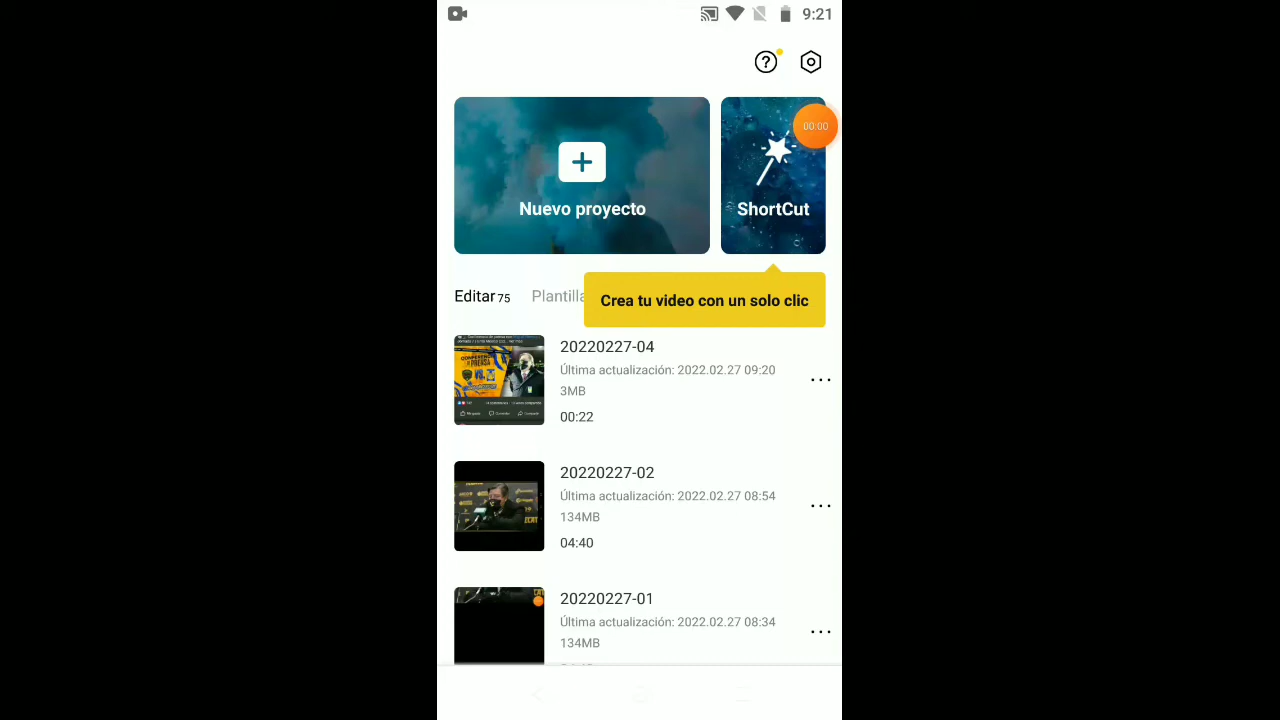 9:21
00:00
Nuevo proyecto
ShortCut
Editar 75
Plantilla
Crea tu video con un solo clic
20220227-04
Última actualización: 2022.02.27 09:20
3MB
00:22
20220227-02
Última actualización: 2022.02.27 08:54
134MB
04:40
20220227-01
Última actualización: 2022.02.27 08:34
134MB